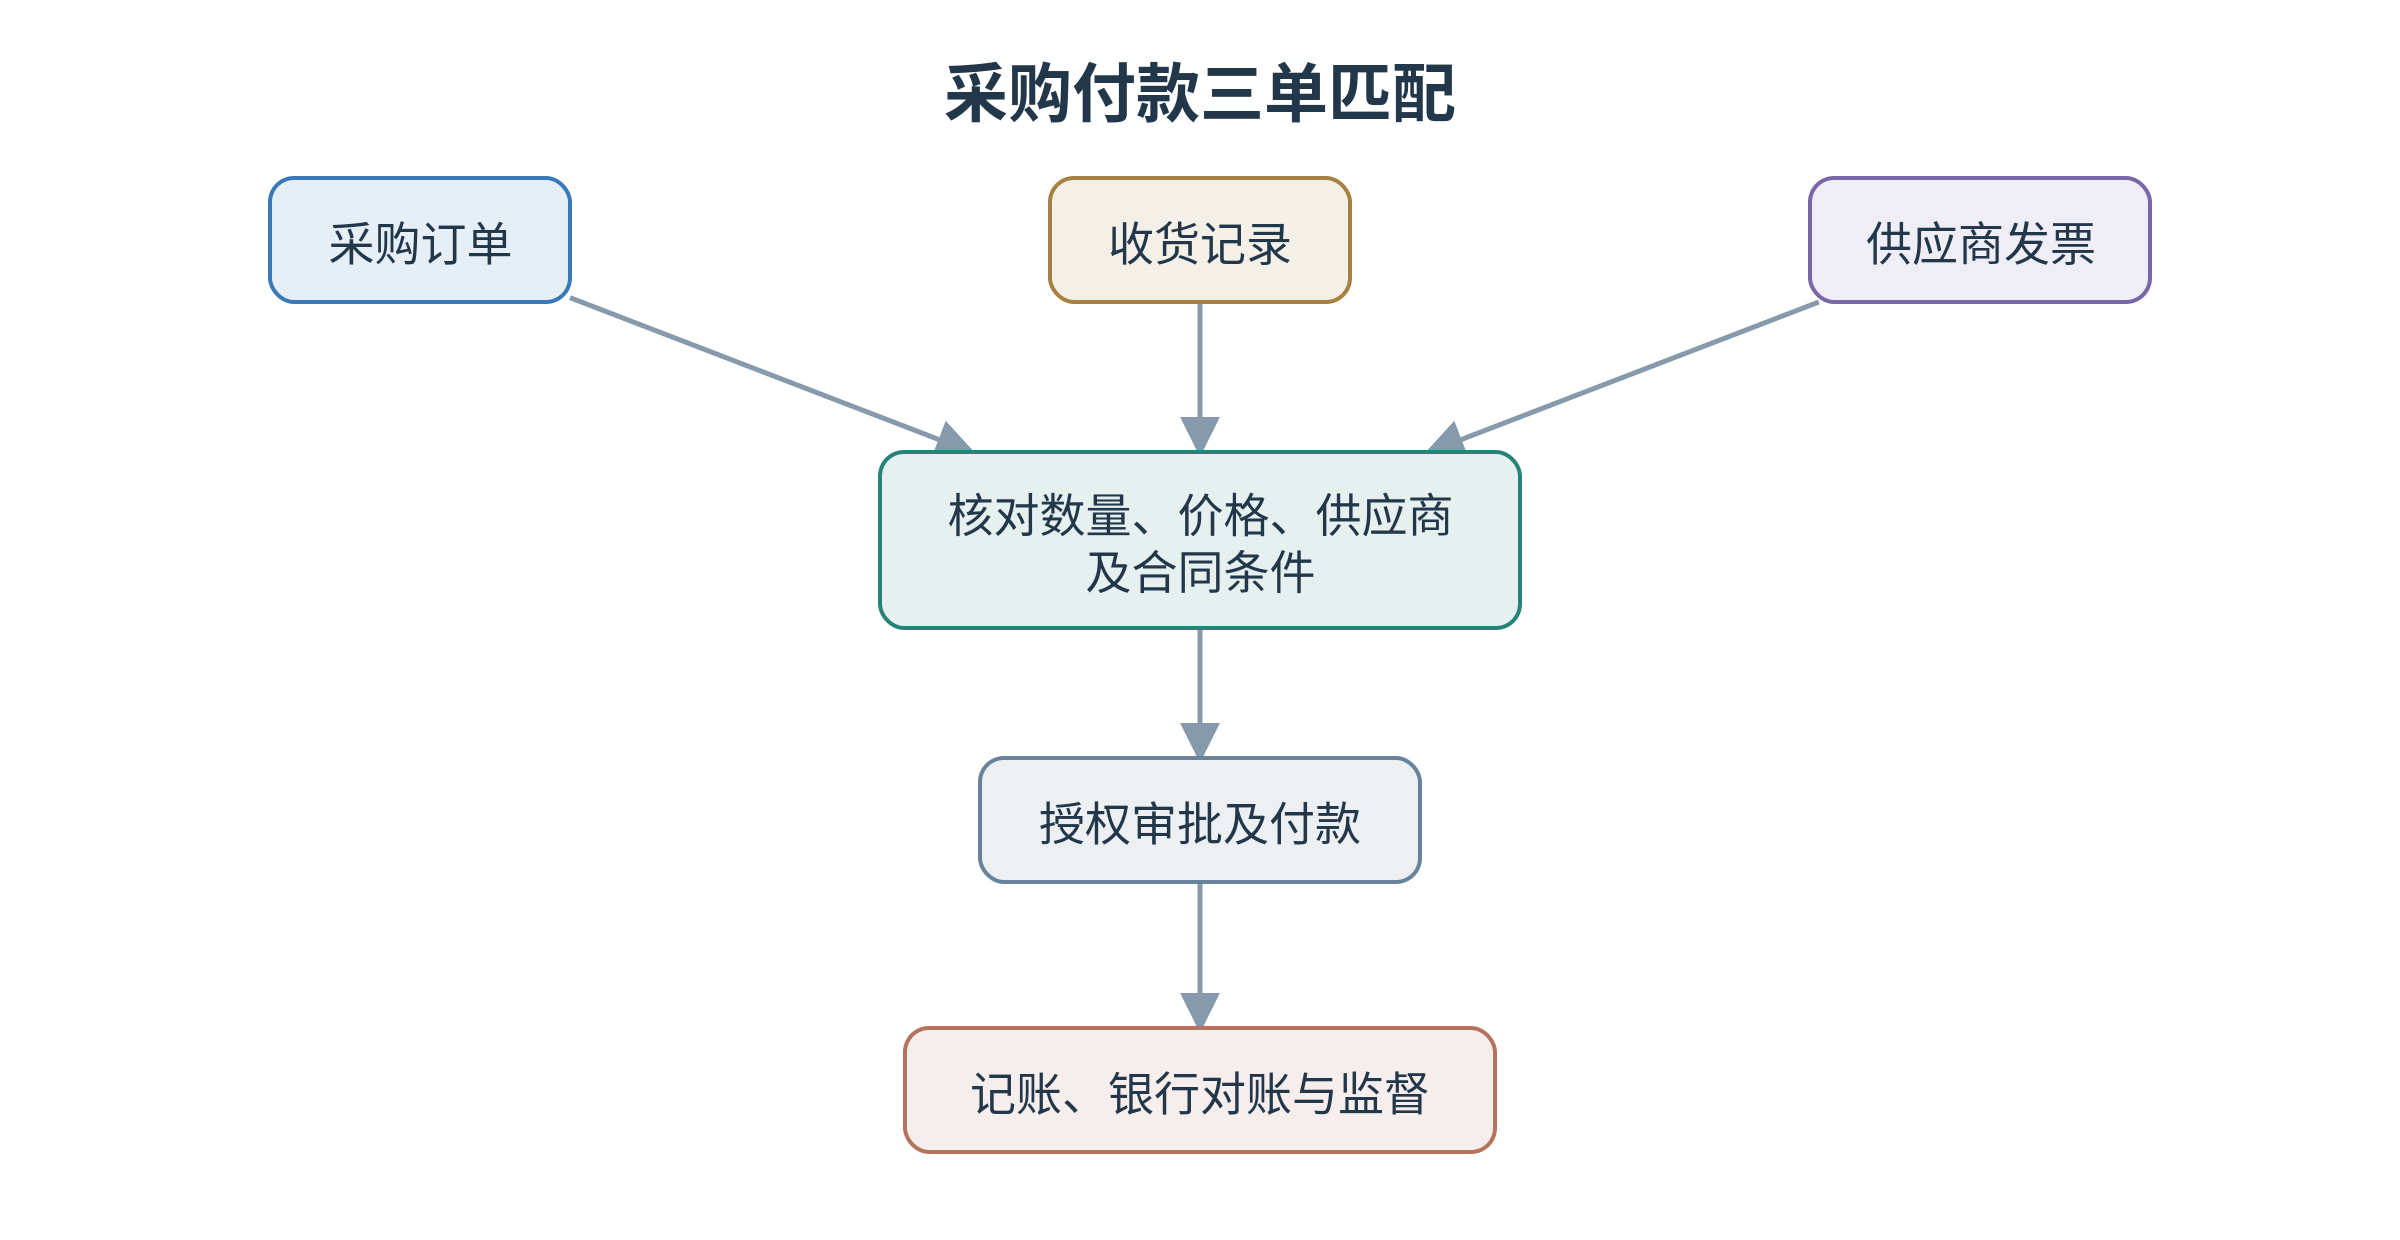 采购付款三单匹配
采购订单
收货记录
供应商发票
核对数量、价格、供应商
及合同条件
授权审批及付款
记账、银行对账与监督